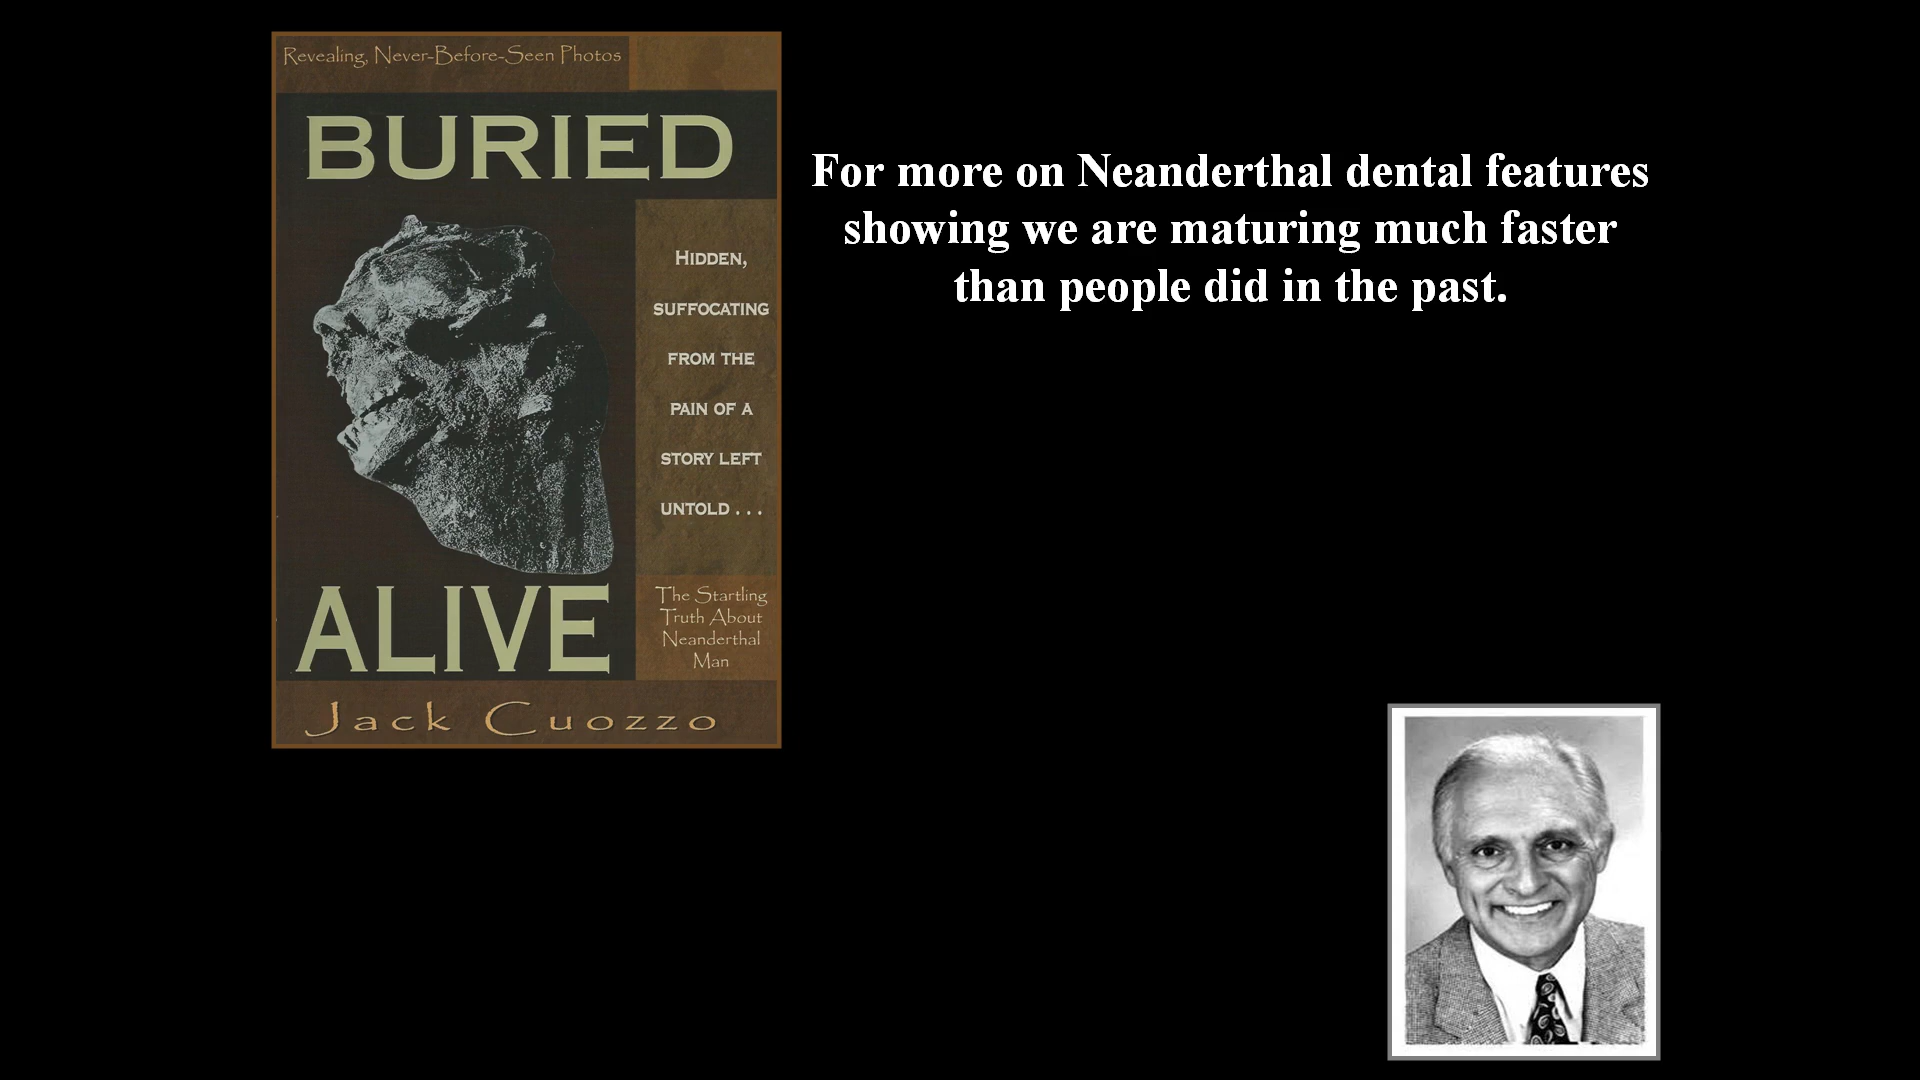 Revealing, Never-Before-Seen Photos
BURIED
HIDDEN,
SUFFOCATING
FROM THE
PAIN OF A
STORY LEFT
UNTOLD . . .
ALIVE
The Startling
Truth About
Neanderthal
Man
Jack Cuozzo
For more on Neanderthal dental features
showing we are maturing much faster
than people did in the past.